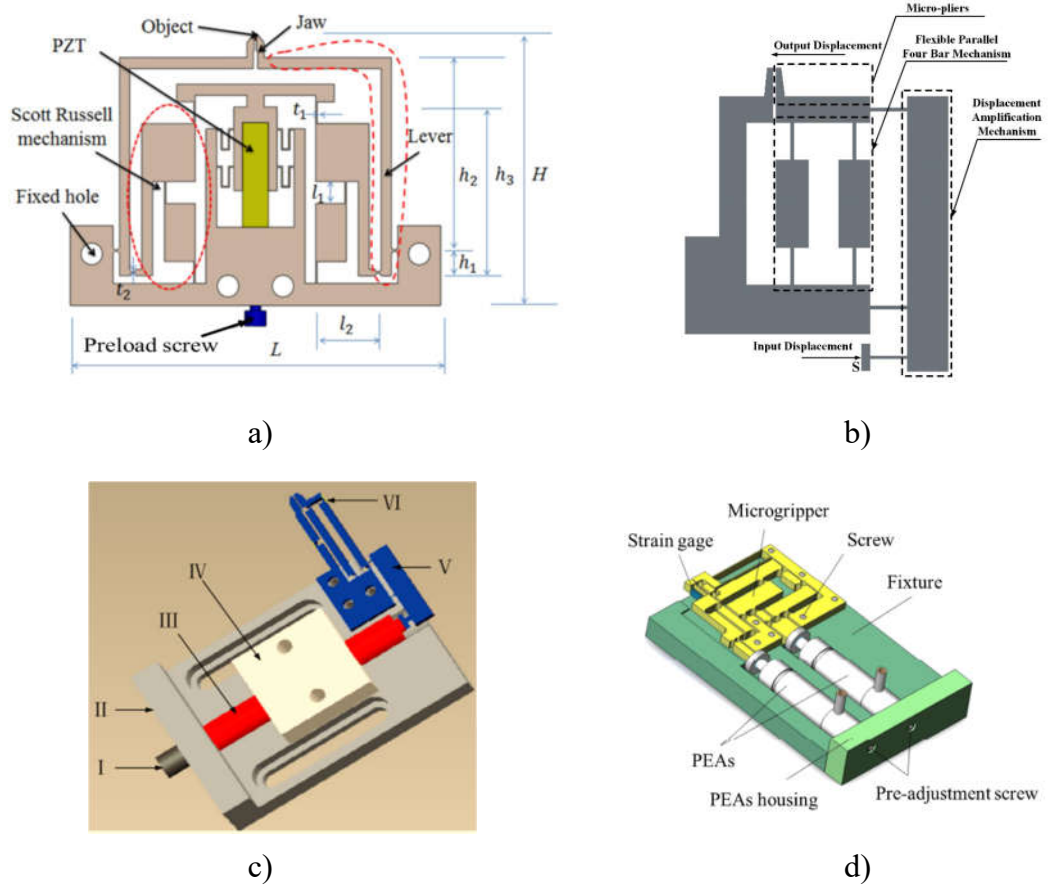 Object
Jaw
PZT
t₁
Scott Russell
mechanism
Lever
h₂
h₃
H
Fixed hole
l₁
h₁
t₂
l₂
Preload screw
L
a)
Micro-pliers
Flexible Parallel
Four Bar Mechanism
Output Displacement
Displacement
Amplification
Mechanism
Input Displacement
S
b)
VI
V
IV
III
II
I
c)
Microgripper
Strain gage
Screw
Fixture
PEAs
PEAs housing
Pre-adjustment screw
d)